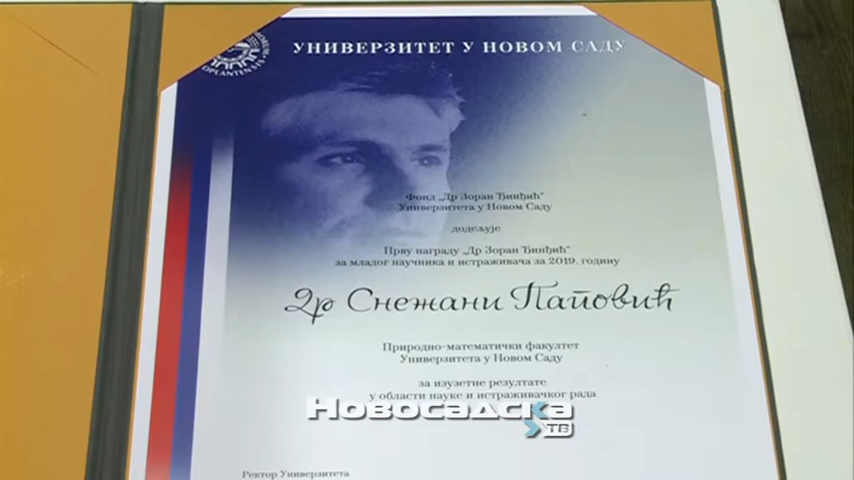 УНИВЕРЗИТЕТ У НОВОМ САДУ
Фонд „Др Зоран Ђинђић“
Универзитета у Новом Саду
додељује
Прву награду „Др Зоран Ђинђић“
за младог научника и истраживача за 2019. годину
др Снежани Паповић
Природно-математички факултет
Универзитета у Новом Саду
за изузетне резултате
у области науке и истраживачког рада
Новосадска
ТВ
Ректор Универзитета